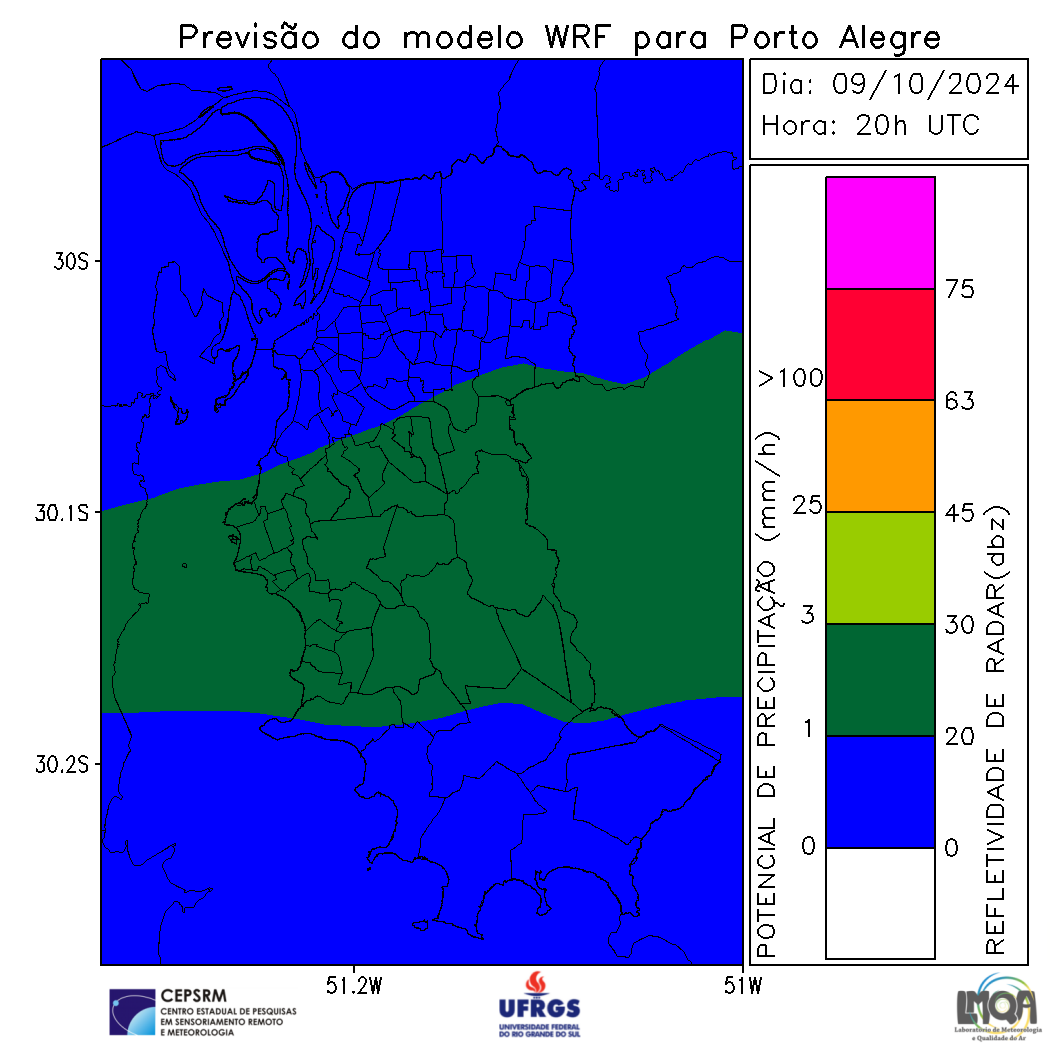 Previsão do modelo WRF para Porto Alegre
Dia: 09/10/2024
Hora: 20h UTC
30S
30.1S
30.2S
51.2W
51W
POTENCIAL DE PRECIPITAÇÃO (mm/h)
>100
25
3
1
0
75
63
45
30
20
0
REFLETIVIDADE DE RADAR(dbz)
CEPSRM
CENTRO ESTADUAL DE PESQUISAS
EM SENSORIAMENTO REMOTO
E METEOROLOGIA
UFRGS
UNIVERSIDADE FEDERAL
DO RIO GRANDE DO SUL
LMQA
Laboratório de Meteorologia
e Qualidade do Ar